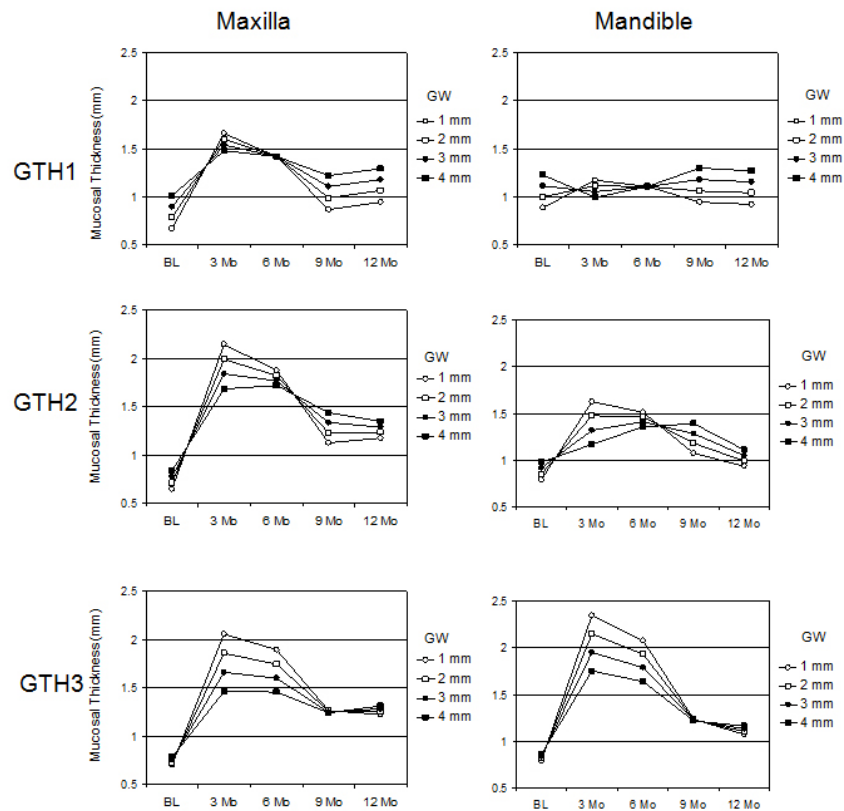 Maxilla
Mandible
GTH1
Mucosal Thickness (mm)
2.5
2
1.5
1
0.5
BL 3 Mo 6 Mo 9 Mo 12 Mo
GW
1 mm
2 mm
3 mm
4 mm
2.5
2
1.5
1
0.5
BL 3 Mo 6 Mo 9 Mo 12 Mo
GW
1 mm
2 mm
3 mm
4 mm
GTH2
Mucosal Thickness (mm)
2.5
2
1.5
1
0.5
BL 3 Mo 6 Mo 9 Mo 12 Mo
GW
1 mm
2 mm
3 mm
4 mm
2.5
2
1.5
1
0.5
BL 3 Mo 6 Mo 9 Mo 12 Mo
GW
1 mm
2 mm
3 mm
4 mm
GTH3
Mucosal Thickness (mm)
2.5
2
1.5
1
0.5
BL 3 Mo 6 Mo 9 Mo 12 Mo
GW
1 mm
2 mm
3 mm
4 mm
2.5
2
1.5
1
0.5
BL 3 Mo 6 Mo 9 Mo 12 Mo
GW
1 mm
2 mm
3 mm
4 mm